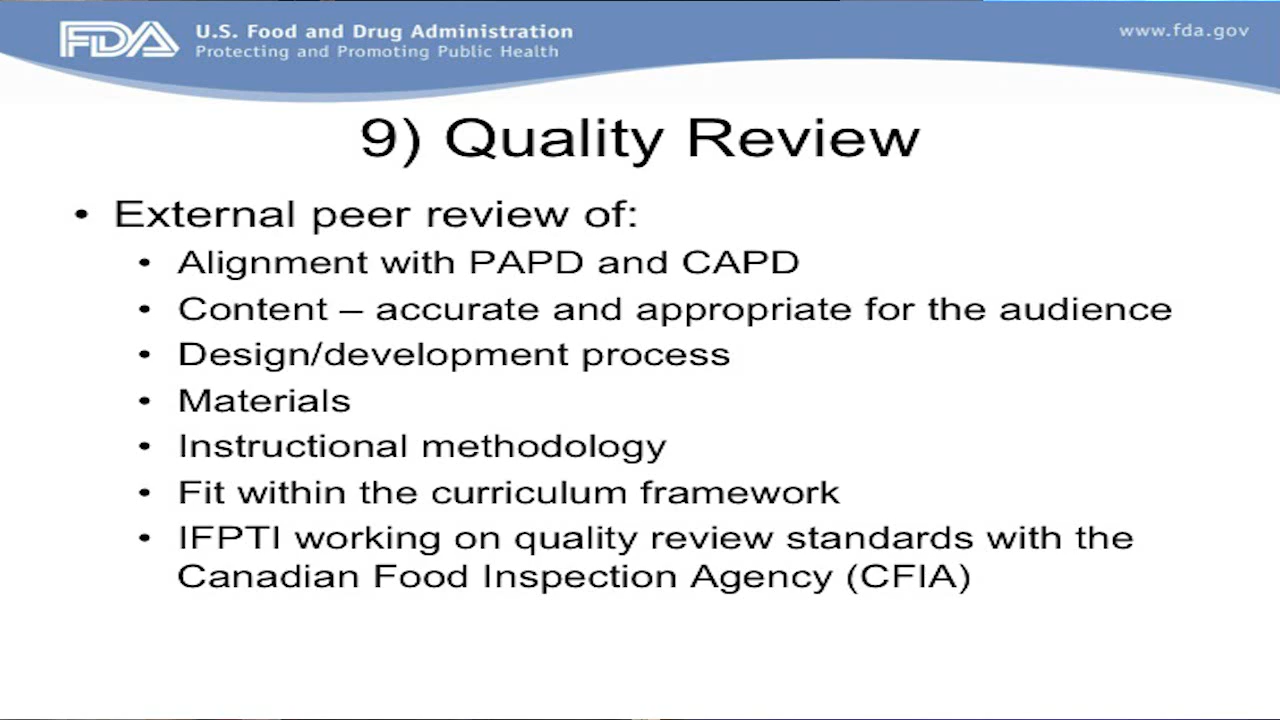 FDA
U.S. Food and Drug Administration
Protecting and Promoting Public Health
www.fda.gov
9) Quality Review
• External peer review of:
• Alignment with PAPD and CAPD
• Content – accurate and appropriate for the audience
• Design/development process
• Materials
• Instructional methodology
• Fit within the curriculum framework
• IFPTI working on quality review standards with the
Canadian Food Inspection Agency (CFIA)